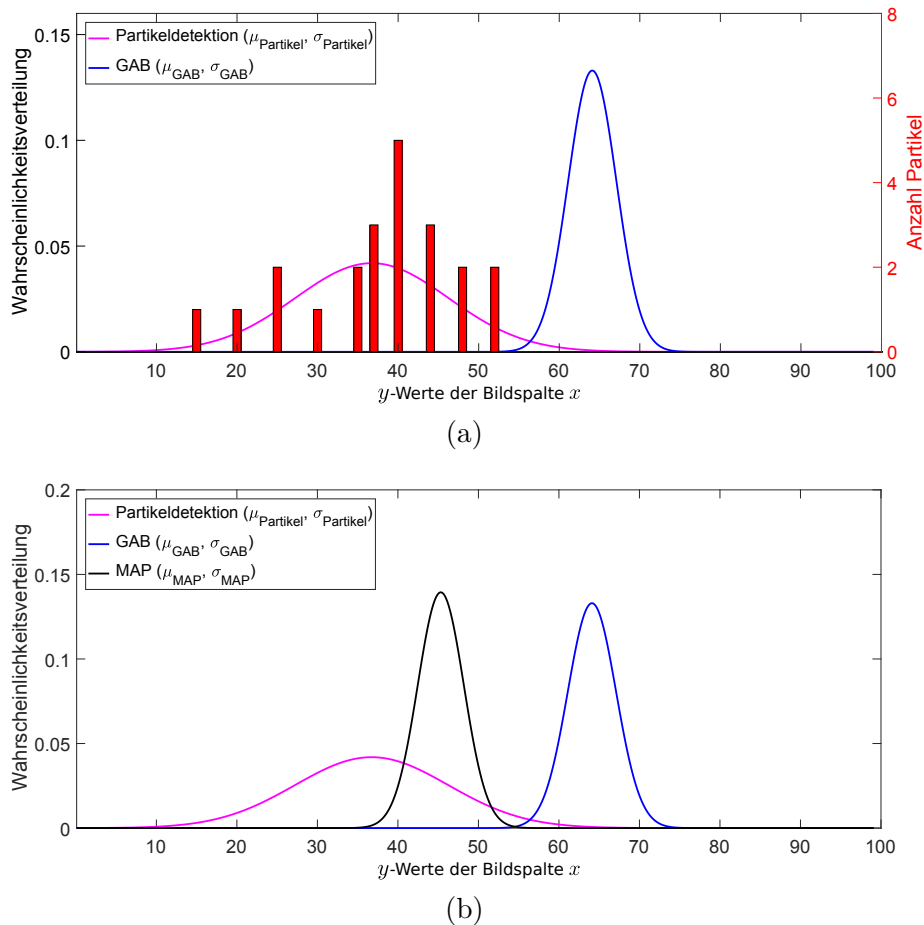 Partikeldetektion (μPartikel, σPartikel)
GAB (μGAB, σGAB)
Wahrscheinlichkeitsverteilung
0.15
0.1
0.05
0
8
6
4
2
0
Anzahl Partikel
10 20 30 40 50 60 70 80 90 100
y-Werte der Bildspalte x
(a)
Partikeldetektion (μPartikel, σPartikel)
GAB (μGAB, σGAB)
MAP (μMAP, σMAP)
Wahrscheinlichkeitsverteilung
0.2
0.15
0.1
0.05
0
10 20 30 40 50 60 70 80 90 100
y-Werte der Bildspalte x
(b)